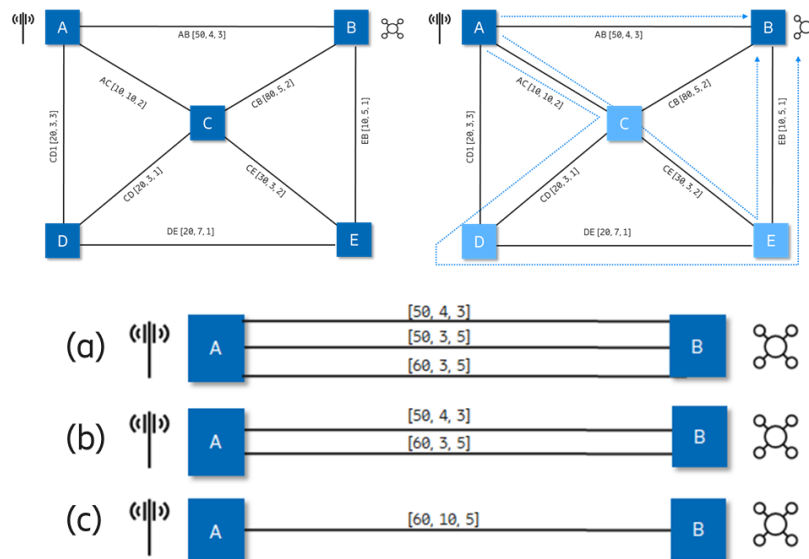 A
AB [50, 4, 3]
B
AC [10,10,2]
CB [80,5,2]
C
CD1 [20,3,3]
EB [10,5,1]
CD [20,3,1]
CE [30,3,2]
D
DE [20,7,1]
E
A
AB [50,4,3]
B
AC [10,10,2]
CB [80,5,2]
C
CD1 [20,3,3]
EB [10,5,1]
CD [20,3,1]
CE [30,3,2]
D
DE [20,7,1]
E
(a)
A
[50, 4, 3]
[50, 3, 5]
[60, 3, 5]
B
(b)
A
[50, 4, 3]
[60, 3, 5]
B
(c)
A
[60, 10, 5]
B